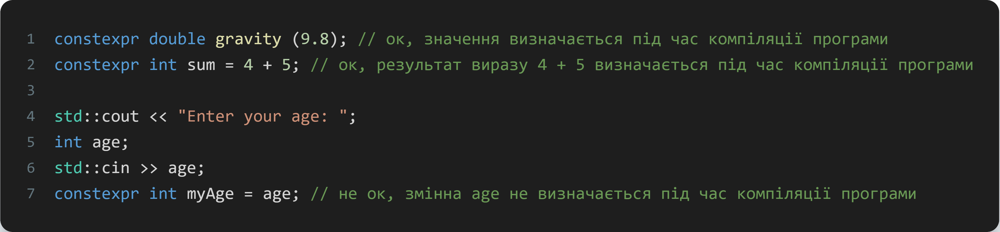 1 constexpr double gravity (9.8); // ок, значення визначається під час компіляції програми
2 constexpr int sum = 4 + 5; // ок, результат виразу 4 + 5 визначається під час компіляції програми
3
4 std::cout << "Enter your age: ";
5 int age;
6 std::cin >> age;
7 constexpr int myAge = age; // не ок, змінна age не визначається під час компіляції програми